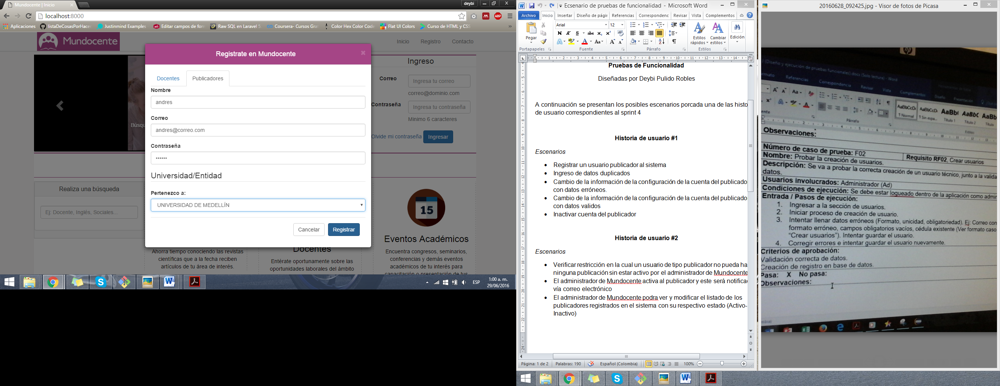 Mundocente | Inicio
deybi
localhost:8000
ABP
Aplicaciones
listaDeCosasPorHacer
Justinmind Examples
Editar campos de for
Raw SQL en Laravel 5
Coursera- Cursos Gra
Color Hex Color Code
Flat UI Colors
Curso de HTML y CSS
»
Mundocente
Inicio Registro Contacto
Registrate en Mundocente
×
Docentes Publicadores
Nombre
andres
Correo
andres@correo.com
Contraseña
••••••
Universidad/Entidad
Pertenezco a:
UNIVERSIDAD DE MEDELLÍN
Cancelar Registrar
Búsqu
Ingreso
Correo
Ingresa tu correo
correo@dominio.com
Contraseña
Ingresa tu contraseña
Minimo 6 caracteres
Olvide mi contraseña Ingresar
Realiza una búsqueda
Ej: Docente, Inglés, Sociales...
Ahorra tiempo conociendo las revistas
científicas que a la fecha reciben
artículos de tu área de interés.
Docentes
Entérate oportunamente sobre las
oportunidades laborales del ámbito
15
Eventos Académicos
Encuentra congresos, seminarios,
conferencias y demás eventos
académicos de tu interés para
capacitación o presentación de tus
ESP
1:00 a. m.
29/06/2016
Ecsenario de pruebas de funcionalidad - Microsoft Word
Archivo Inicio Insertar Diseño de págir Referencias Correspondenc Revisar Vista Complementos
Pegar
Arial 12
N K S abc x₂ x²
Aa
Estilos rápidos
Cambiar estilos
Edición
Portapapeles Fuente Párrafo Estilos
Pruebas de Funcionalidad
Diseñadas por Deybi Pulido Robles
A continuación se presentan los posibles escenarios porcada una de las histo
de usuario correspondientes al sprint 4
Historia de usuario #1
Escenarios
• Registrar un usuario publicador al sistema
• Ingreso de datos duplicados
• Cambio de la información de la configuración de la cuenta del publicado
con datos erróneos.
• Cambio de la información de la configuración de la cuenta del publicado
con datos validos
• Inactivar cuenta del publicador
Historia de usuario #2
Escenarios
• Verificar restricción en la cual un usuario de tipo publicador no pueda ha
ninguna publicación sin estar activo por el administrador de Mundocente
• El administrador de Mundocente activa al publicador y este será notifica
vía correo electrónico
• El administrador de Mundocente podra ver y modificar el listado de los
publicadores registrados en el sistema con su respectivo estado (Activo-
Inactivo)
Página: 1 de 2 Palabras: 190 Español (Colombia) 100%
20160628_092425.jpg - Visor de fotos de Picasa
hp
(Diseño y ejecución de pruebas funcionales).docx (Solo lectura) - Word
Referencias Correspondencia Revisar Vista Complementos Diseño Presentación
AaBbCcDc AaBbCcDc AaBb( AaBbC AaBb
¶ Normal ¶ Sin espa... Título 1 Título 2 Título
Párrafo
Estilos
Observaciones:
Número de caso de prueba: F02
Requisito RF02, Crear usuarios
Nombre: Probar la creación de usuarios.
Descripción: Se va a probar la correcta creación de un usuario técnico, junto a la valida
datos.
Usuarios involucrados: Administrador (Ad)
Condiciones de ejecución: Se debe estar logueado dentro de la aplicación como admin
Entrada / Pasos de ejecución:
1. Ingresar a la sección de usuarios.
2. Iniciar proceso de creación de usuario.
3. Intentar llenar datos erróneos (Formato, unicidad, obligatoriedad). Ej: Correo con
formato erróneo, campos obligatorios vacíos, cédula existente (Ver formato caso
"Crear usuarios"). Intentar guardar el usuario.
4. Corregir errores e intentar guardar el usuario nuevamente.
Criterios de aprobación:
Validación correcta de datos.
Creación de registro en base de datos.
Pasa: X No pasa:
Observaciones: